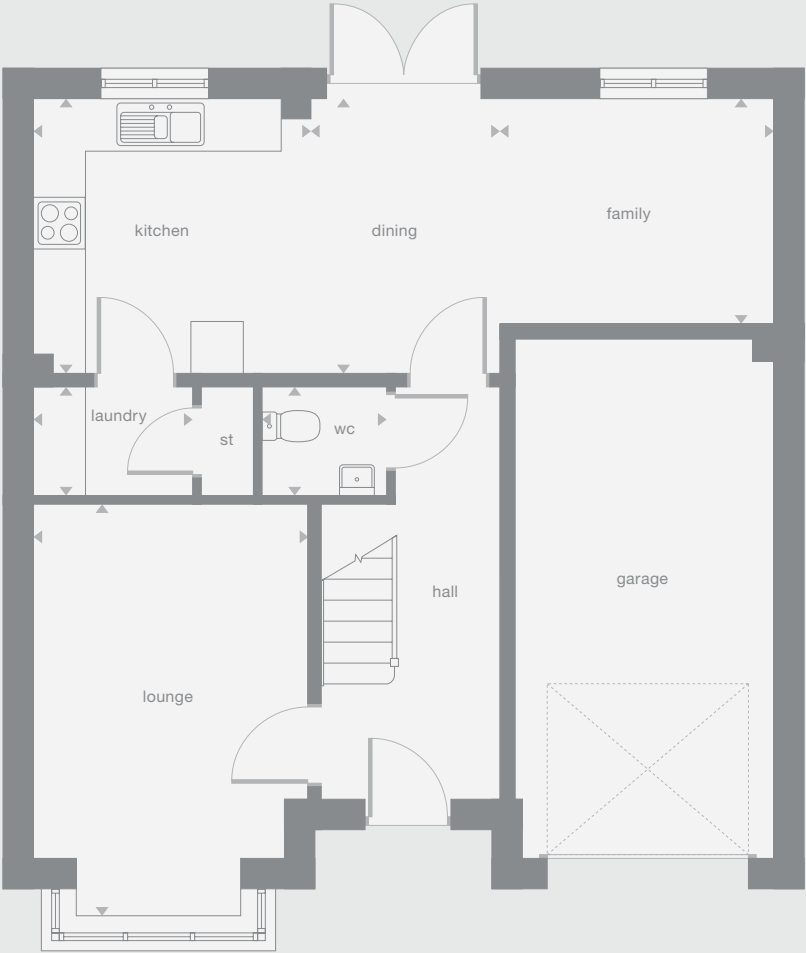 family
kitchen
dining
laundry
st
wc
garage
hall
lounge